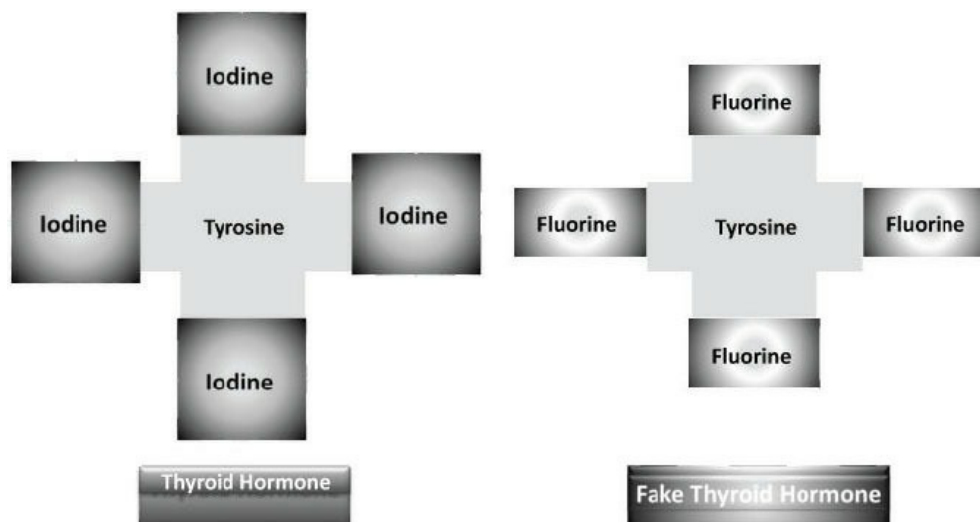 Iodine
Iodine
Tyrosine
Iodine
Iodine
Thyroid Hormone
Fluorine
Fluorine
Tyrosine
Fluorine
Fluorine
Fake Thyroid Hormone